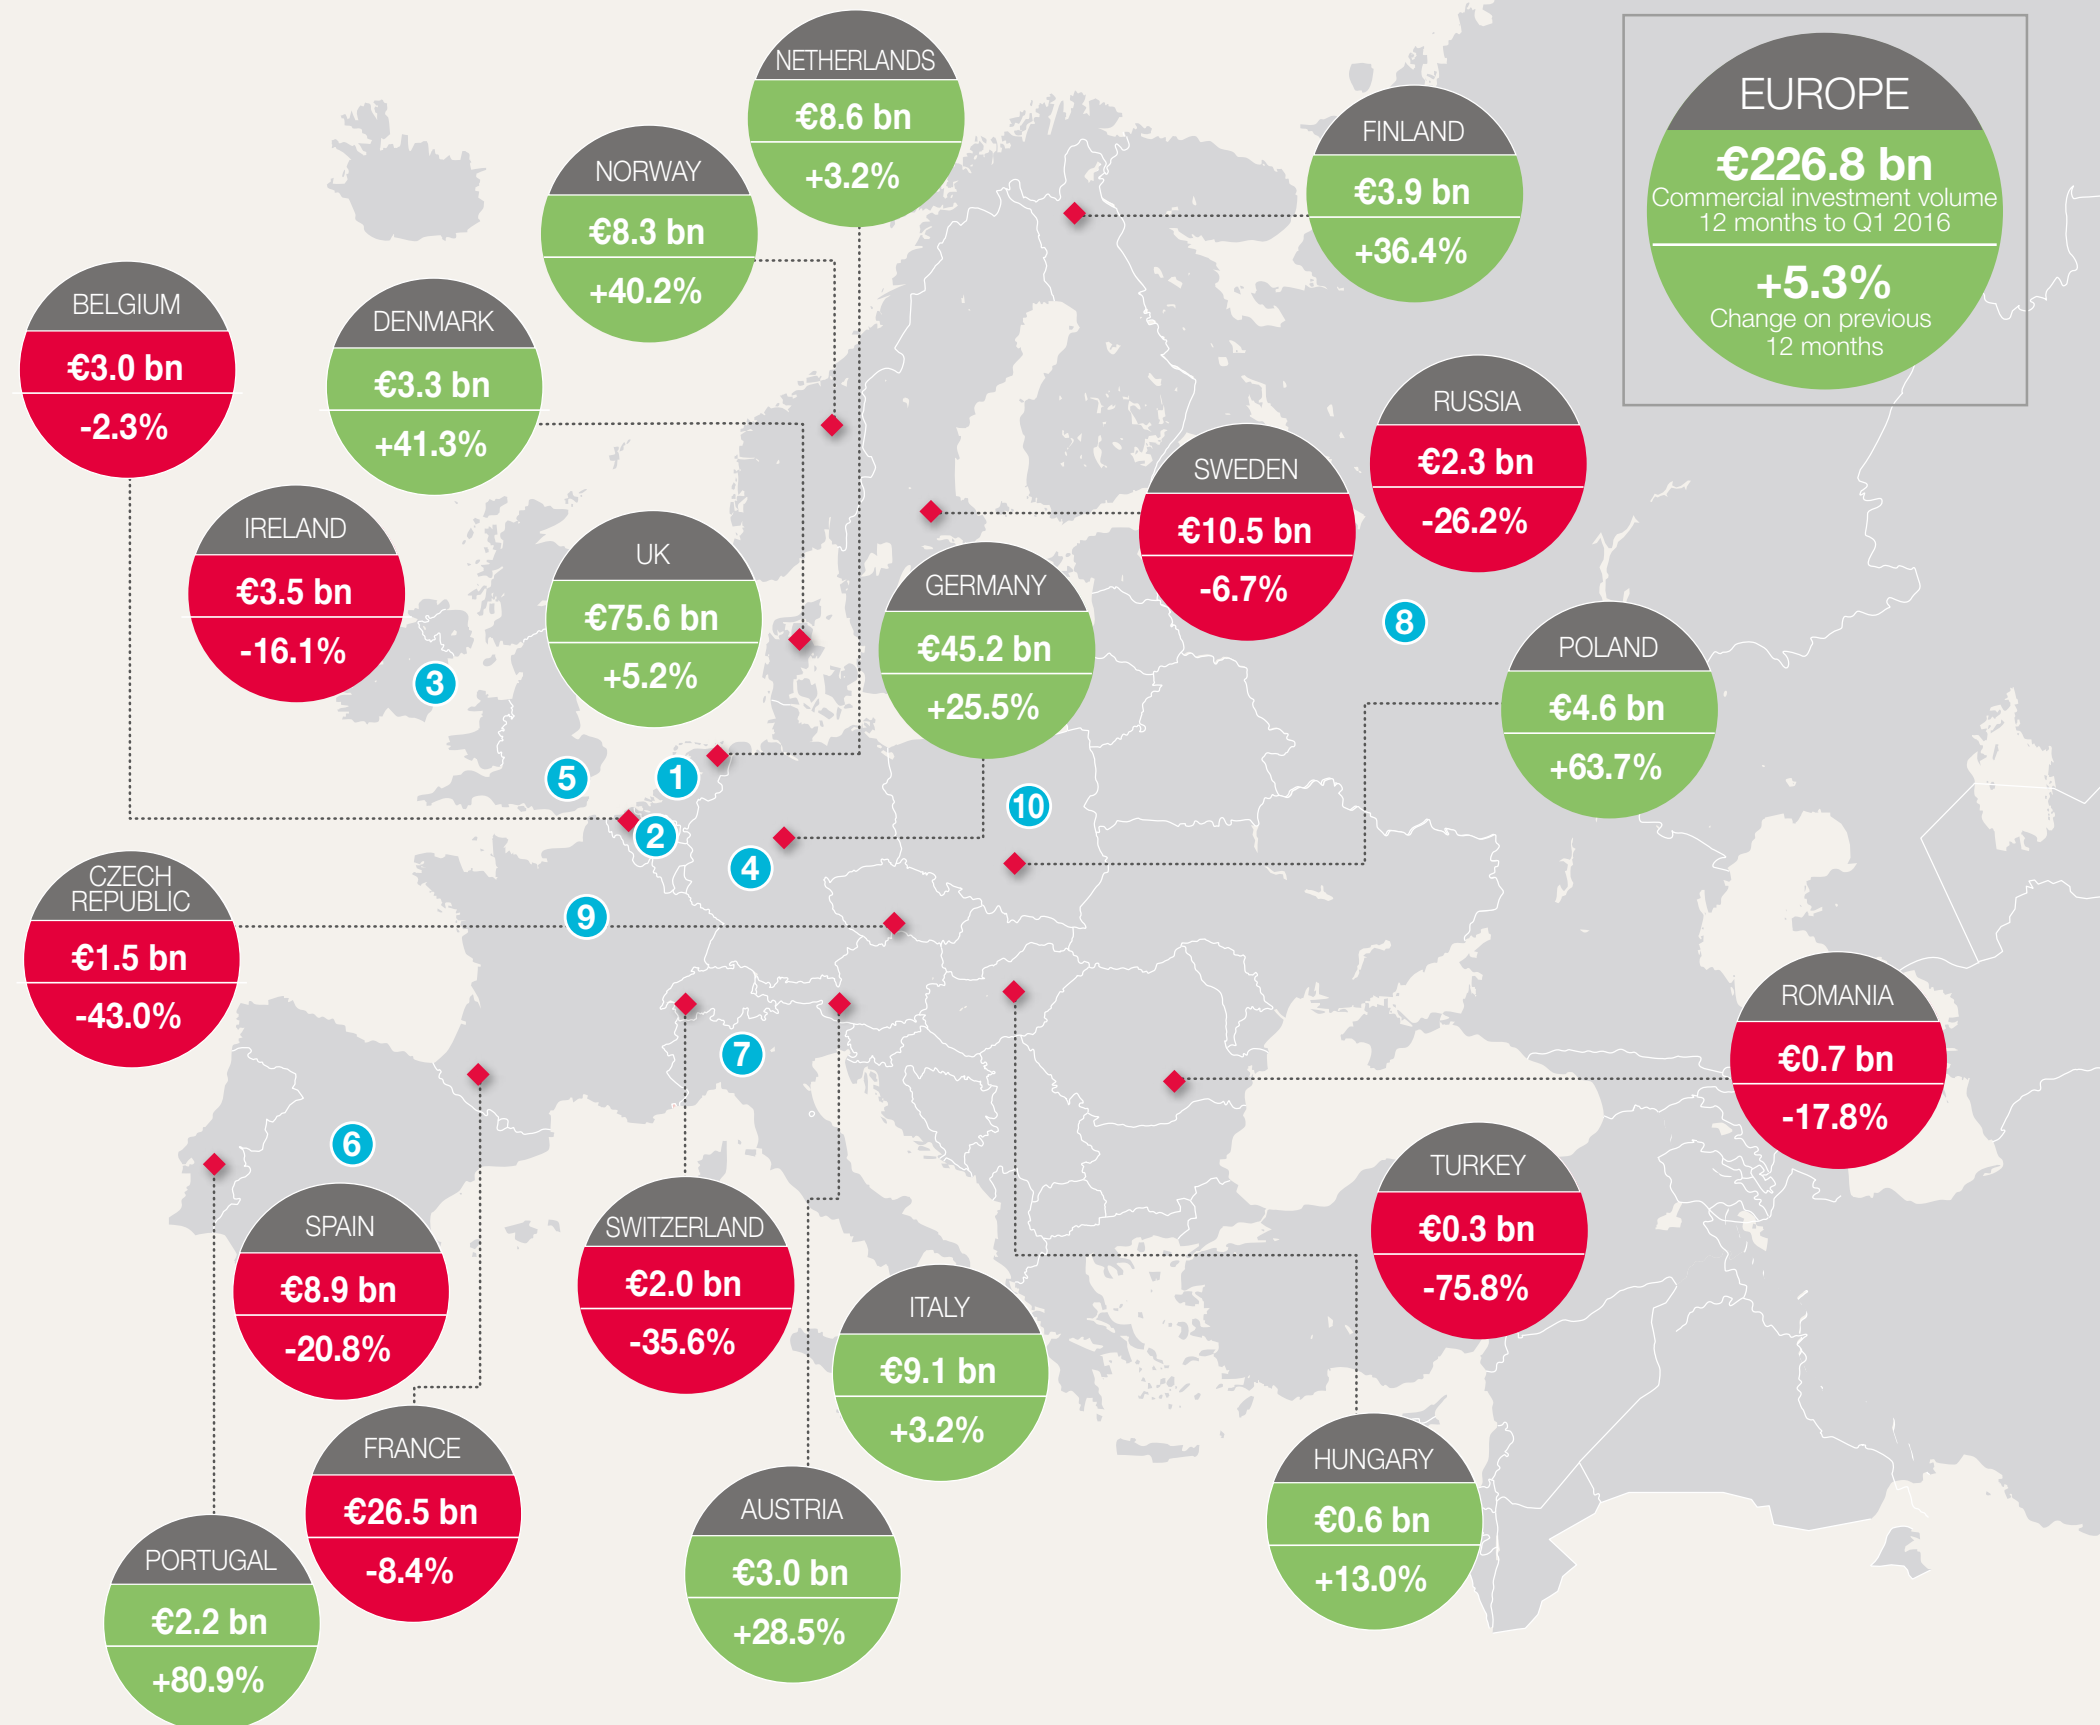 NETHERLANDS
€8.6 bn
+3.2%
EUROPE
€226.8 bn
Commercial investment volume
12 months to Q1 2016
+5.3%
Change on previous
12 months
FINLAND
€3.9 bn
+36.4%
NORWAY
€8.3 bn
+40.2%
BELGIUM
€3.0 bn
-2.3%
DENMARK
€3.3 bn
+41.3%
RUSSIA
€2.3 bn
-26.2%
SWEDEN
€10.5 bn
-6.7%
IRELAND
€3.5 bn
-16.1%
UK
€75.6 bn
+5.2%
GERMANY
€45.2 bn
+25.5%
POLAND
€4.6 bn
+63.7%
8
3
5
1
10
2
4
9
CZECH
REPUBLIC
€1.5 bn
-43.0%
7
6
ROMANIA
€0.7 bn
-17.8%
TURKEY
€0.3 bn
-75.8%
SPAIN
€8.9 bn
-20.8%
SWITZERLAND
€2.0 bn
-35.6%
ITALY
€9.1 bn
+3.2%
FRANCE
€26.5 bn
-8.4%
HUNGARY
€0.6 bn
+13.0%
AUSTRIA
€3.0 bn
+28.5%
PORTUGAL
€2.2 bn
+80.9%